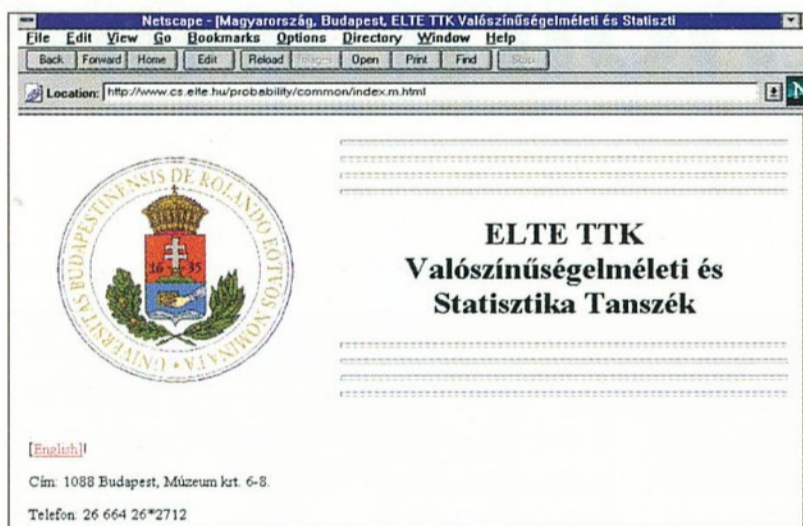 Netscape - [Magyarország, Budapest, ELTE TTK Valószínűségelméleti és Statiszti
File Edit View Go Bookmarks Options Directory Window Help
Back Forward Home Edit Reload Images Open Print Find Stop
Location: http://www.cs.elte.hu/probability/common/index.m.html
N
UNIVERSITAS BUDAPESTINENSIS DE ROLANDO EÖTVÖS NOMINATA
16 35
ELTE TTK
Valószínűségelméleti és
Statisztika Tanszék
[English]!
Cím: 1088 Budapest, Múzeum krt. 6-8.
Telefon: 26 664 26*2712